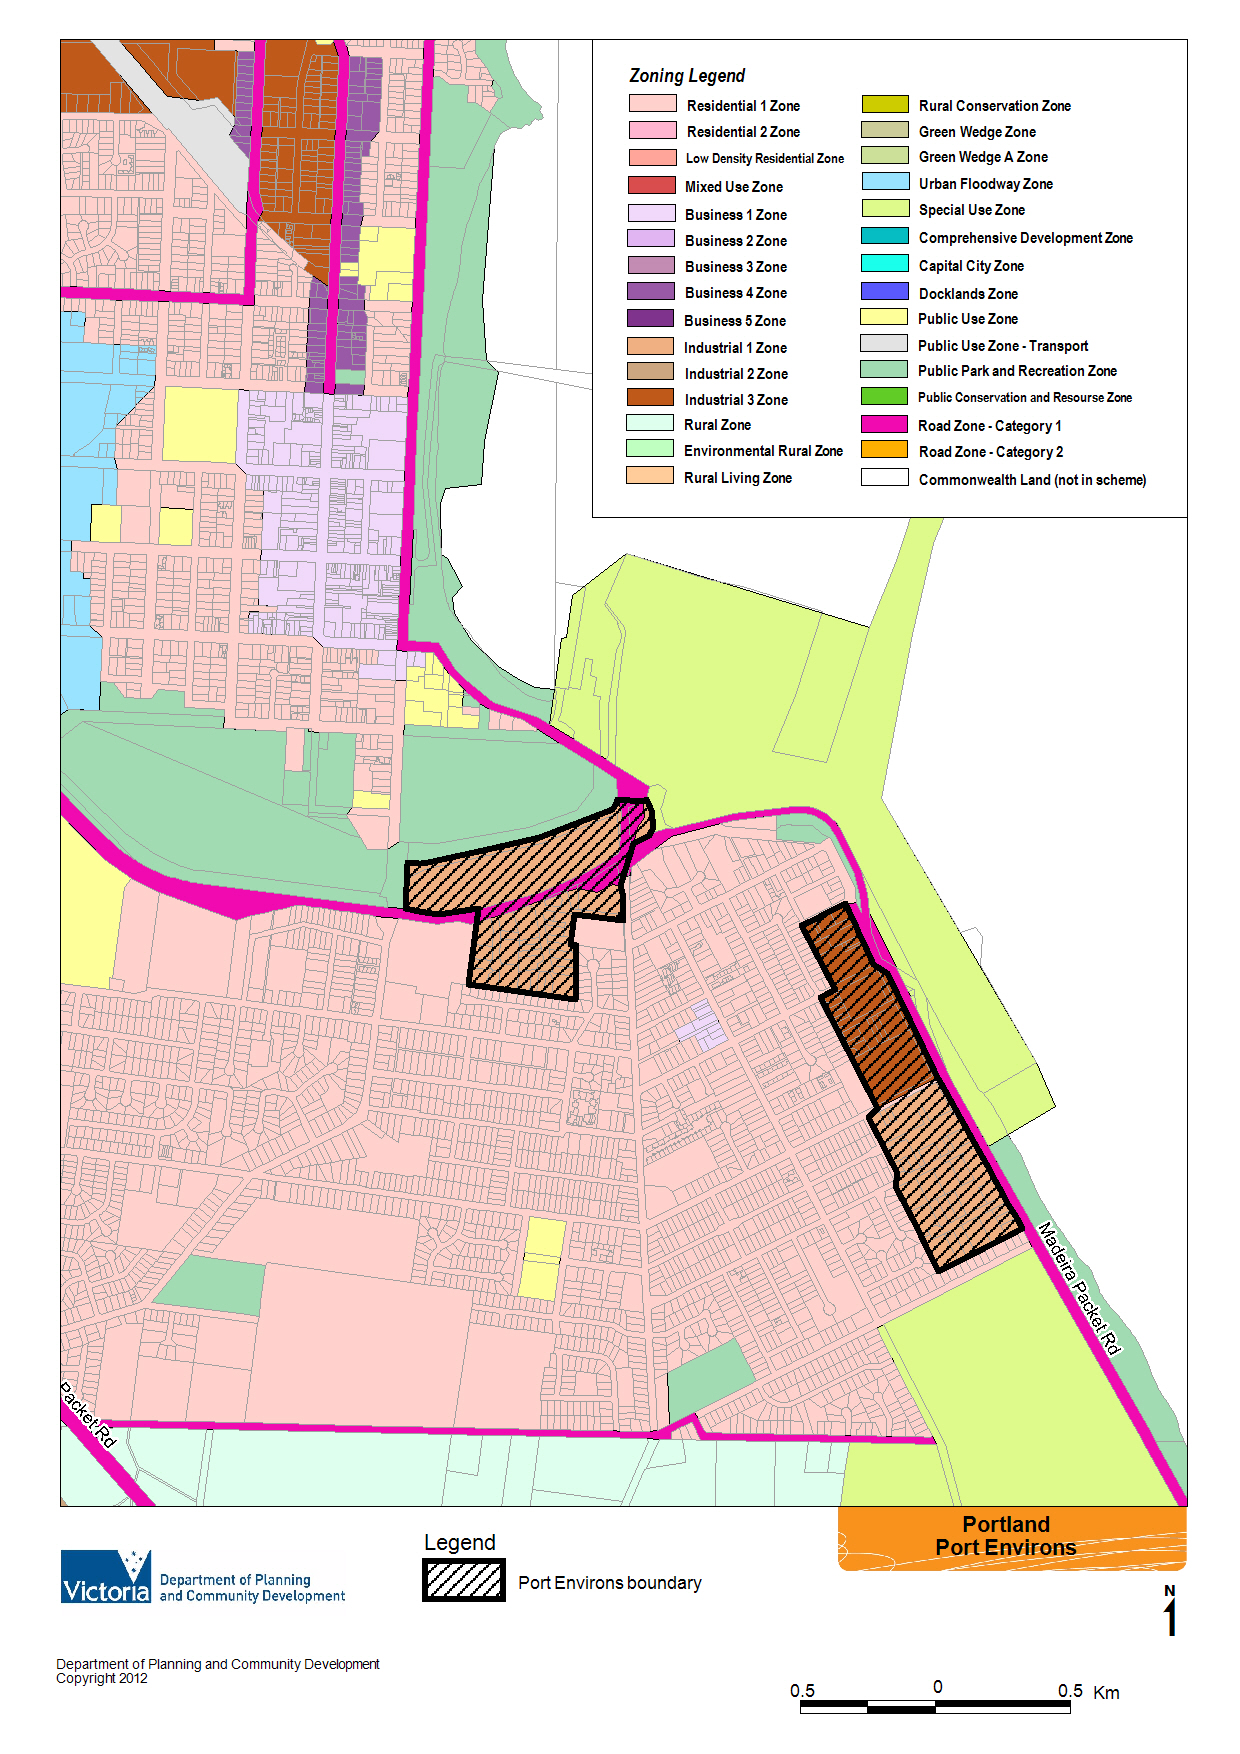 Zoning Legend
Residential 1 Zone
Residential 2 Zone
Low Density Residential Zone
Mixed Use Zone
Business 1 Zone
Business 2 Zone
Business 3 Zone
Business 4 Zone
Business 5 Zone
Industrial 1 Zone
Industrial 2 Zone
Industrial 3 Zone
Rural Zone
Environmental Rural Zone
Rural Living Zone
Rural Conservation Zone
Green Wedge Zone
Green Wedge A Zone
Urban Floodway Zone
Special Use Zone
Comprehensive Development Zone
Capital City Zone
Docklands Zone
Public Use Zone
Public Use Zone - Transport
Public Park and Recreation Zone
Public Conservation and Resourse Zone
Road Zone - Category 1
Road Zone - Category 2
Commonwealth Land (not in scheme)
Madeira Packet Rd
Packet Rd
Portland
Port Environs
Legend
Port Environs boundary
Victoria
Department of Planning
and Community Development
N
Department of Planning and Community Development
Copyright 2012
0.5 0 0.5 Km